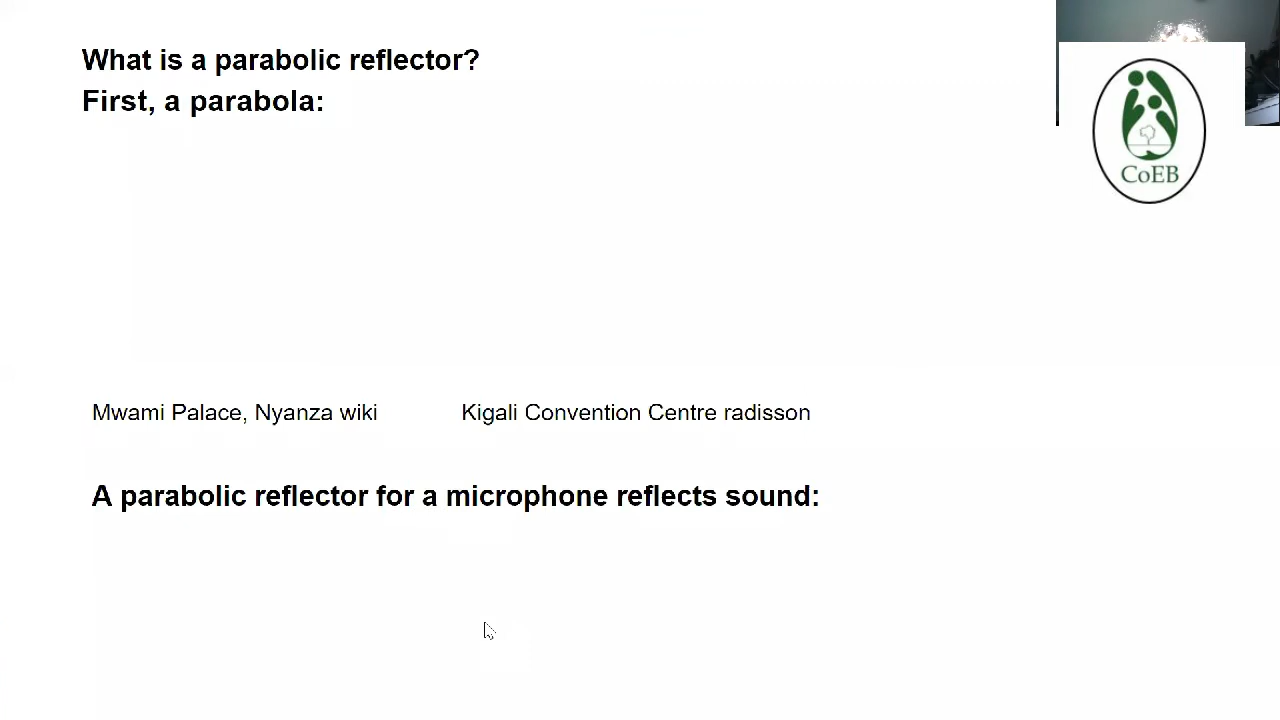 What is a parabolic reflector?
First, a parabola:
CoEB
Mwami Palace, Nyanza wiki
Kigali Convention Centre radisson
A parabolic reflector for a microphone reflects sound: